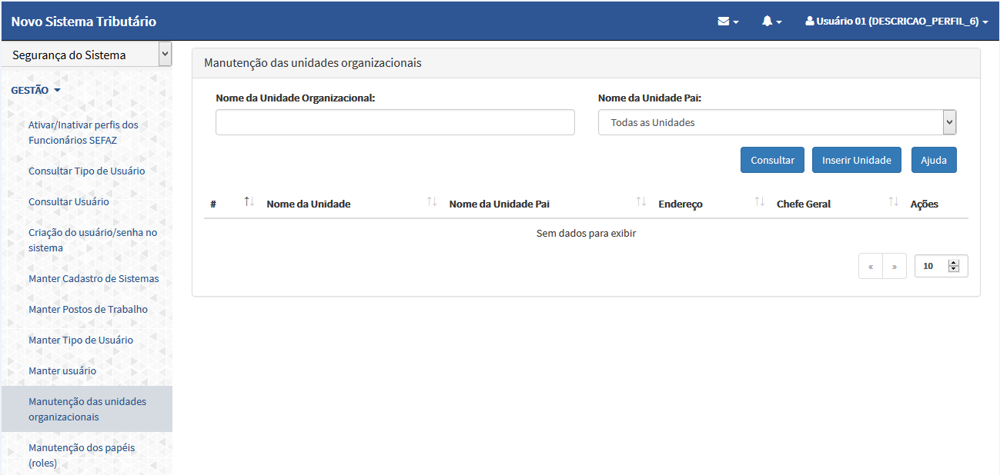 Novo Sistema Tributário
Usuário 01 (DESCRICAO_PERFIL_6)
Segurança do Sistema
GESTÃO
Ativar/Inativar perfis dos
Funcionários SEFAZ
Consultar Tipo de Usuário
Consultar Usuário
Criação do usuário/senha no
sistema
Manter Cadastro de Sistemas
Manter Postos de Trabalho
Manter Tipo de Usuário
Manter usuário
Manutenção das unidades
organizacionais
Manutenção dos papéis
(roles)
Manutenção das unidades organizacionais
Nome da Unidade Organizacional:
Nome da Unidade Pai:
Todas as Unidades
Consultar
Inserir Unidade
Ajuda
# Nome da Unidade Nome da Unidade Pai Endereço Chefe Geral Ações
Sem dados para exibir
« » 10